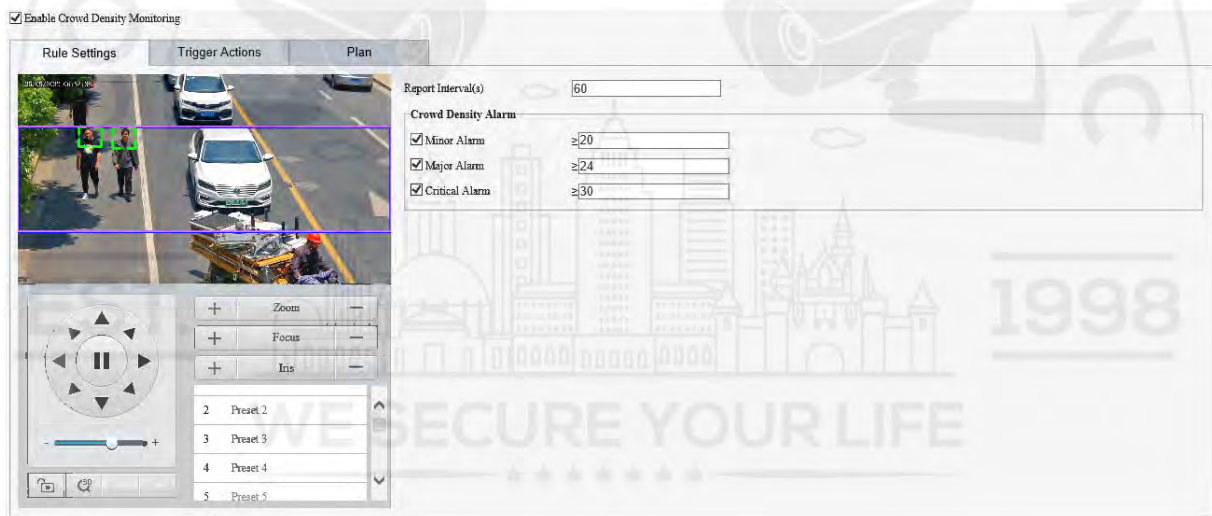 Enable Crowd Density Monitoring
Rule Settings Trigger Actions Plan
Report Interval(s) 60
Crowd Density Alarm
Minor Alarm ≥20
Major Alarm ≥24
Critical Alarm ≥30
+ Zoom −
+ Focus −
+ Iris −
2 Preset 2
3 Preset 3
4 Preset 4
5 Preset 5
- +
3D
1998
WE SECURE YOUR LIFE